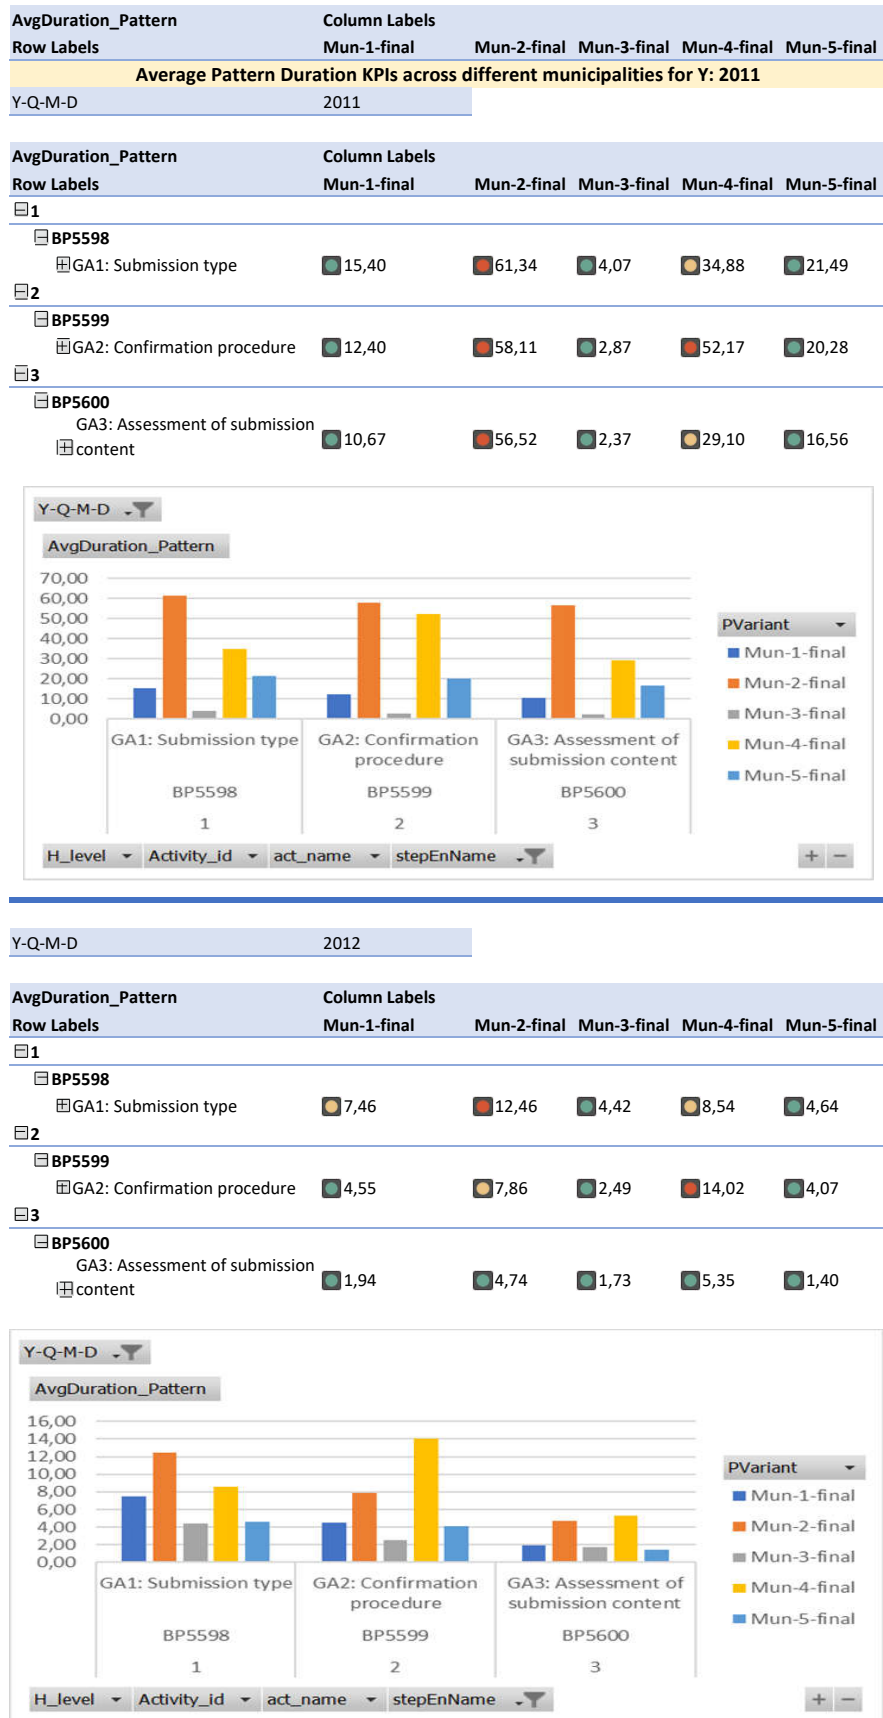 AvgDuration_Pattern Column Labels
Row Labels Mun-1-final Mun-2-final Mun-3-final Mun-4-final Mun-5-final
Average Pattern Duration KPIs across different municipalities for Y: 2011
Y-Q-M-D 2011
AvgDuration_Pattern Column Labels
Row Labels Mun-1-final Mun-2-final Mun-3-final Mun-4-final Mun-5-final
1
BP5598
GA1: Submission type 15,40 61,34 4,07 34,88 21,49
2
BP5599
GA2: Confirmation procedure 12,40 58,11 2,87 52,17 20,28
3
BP5600
GA3: Assessment of submission
content 10,67 56,52 2,37 29,10 16,56
Y-Q-M-D
AvgDuration_Pattern
70,00
60,00
50,00
40,00
30,00
20,00
10,00
0,00
GA1: Submission type GA2: Confirmation GA3: Assessment of
procedure submission content
BP5598 BP5599 BP5600
1 2 3
PVariant
Mun-1-final
Mun-2-final
Mun-3-final
Mun-4-final
Mun-5-final
H_level Activity_id act_name stepEnName + -
Y-Q-M-D 2012
AvgDuration_Pattern Column Labels
Row Labels Mun-1-final Mun-2-final Mun-3-final Mun-4-final Mun-5-final
1
BP5598
GA1: Submission type 7,46 12,46 4,42 8,54 4,64
2
BP5599
GA2: Confirmation procedure 4,55 7,86 2,49 14,02 4,07
3
BP5600
GA3: Assessment of submission
content 1,94 4,74 1,73 5,35 1,40
Y-Q-M-D
AvgDuration_Pattern
16,00
14,00
12,00
10,00
8,00
6,00
4,00
2,00
0,00
GA1: Submission type GA2: Confirmation GA3: Assessment of
procedure submission content
BP5598 BP5599 BP5600
1 2 3
PVariant
Mun-1-final
Mun-2-final
Mun-3-final
Mun-4-final
Mun-5-final
H_level Activity_id act_name stepEnName + -